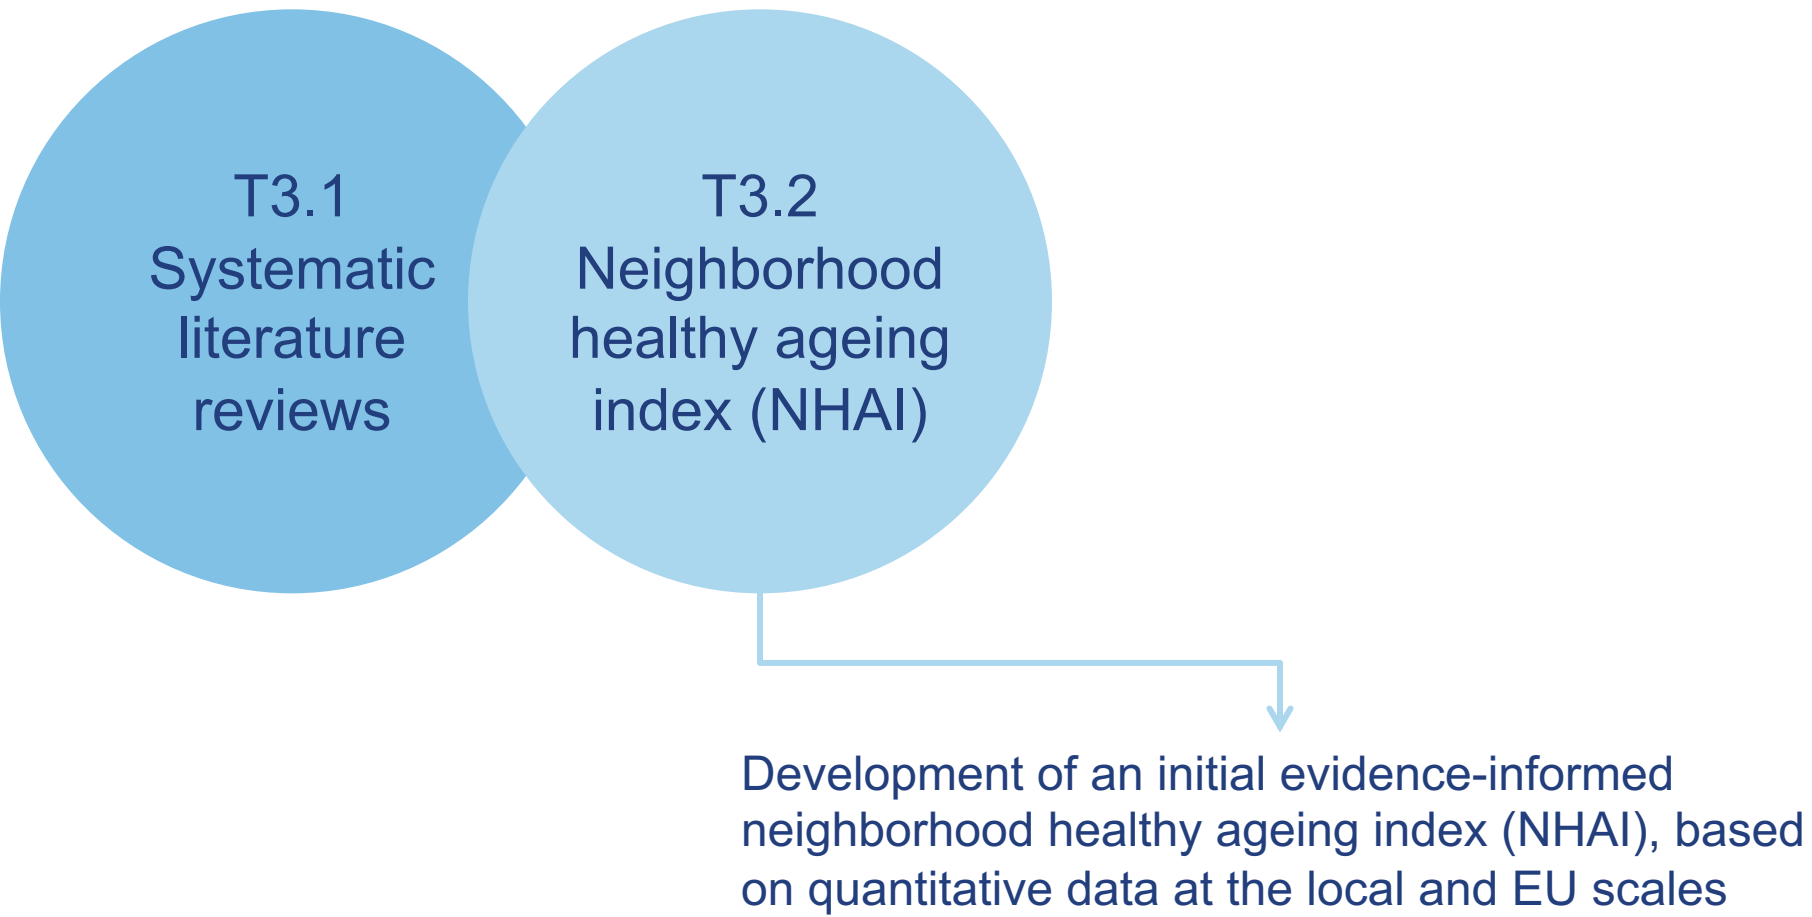 T3.1
Systematic
literature
reviews
T3.2
Neighborhood
healthy ageing
index (NHAI)
Development of an initial evidence-informed
neighborhood healthy ageing index (NHAI), based
on quantitative data at the local and EU scales